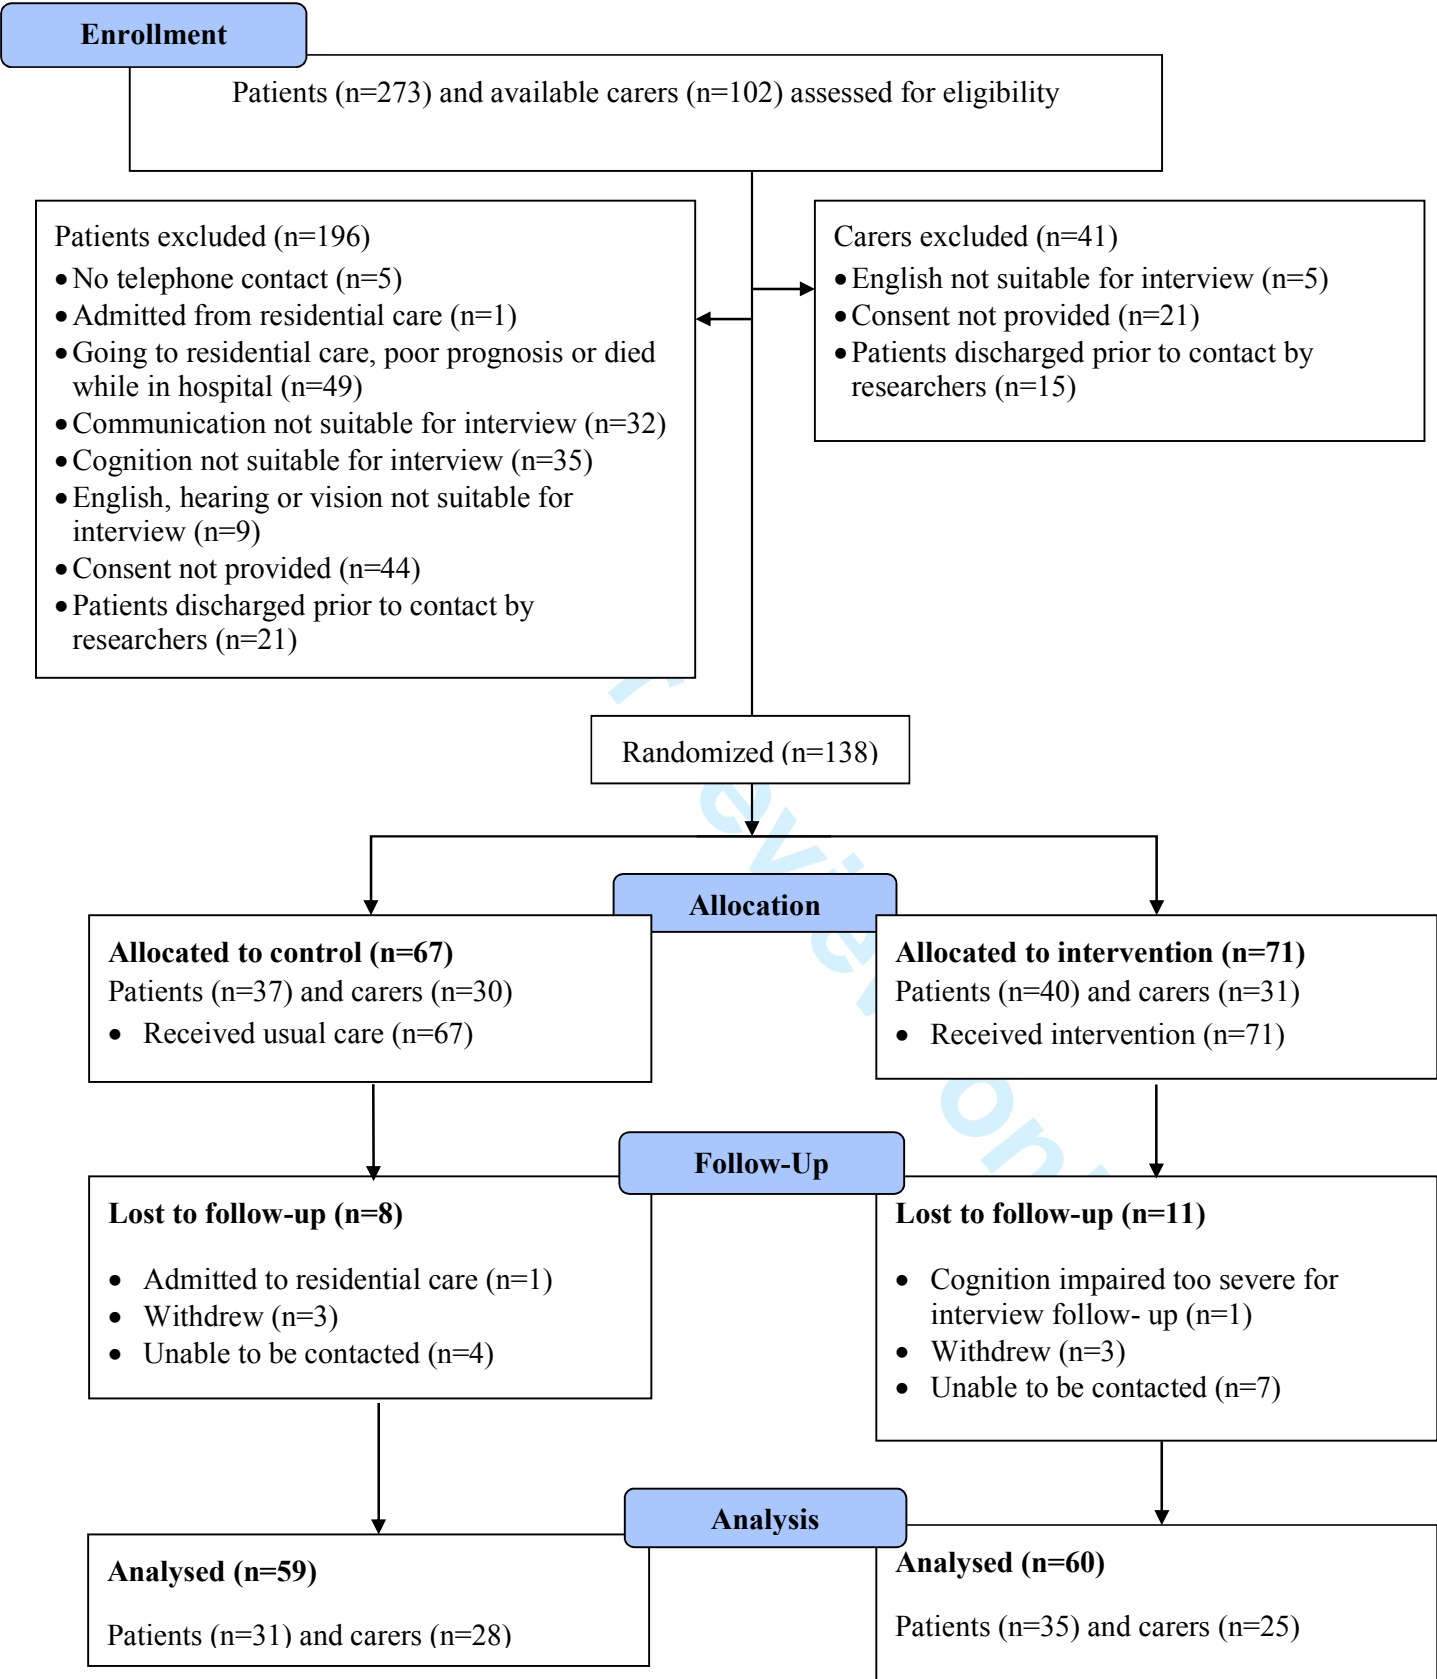 Enrollment
Patients (n=273) and available carers (n=102) assessed for eligibility
Patients excluded (n=196)
•No telephone contact (n=5)
•Admitted from residential care (n=1)
•Going to residential care, poor prognosis or died
while in hospital (n=49)
•Communication not suitable for interview (n=32)
•Cognition not suitable for interview (n=35)
•English, hearing or vision not suitable for
interview (n=9)
•Consent not provided (n=44)
•Patients discharged prior to contact by
researchers (n=21)
Carers excluded (n=41)
•English not suitable for interview (n=5)
•Consent not provided (n=21)
•Patients discharged prior to contact by
researchers (n=15)
Randomized (n=138)
Allocation
Allocated to control (n=67)
Patients (n=37) and carers (n=30)
• Received usual care (n=67)
Allocated to intervention (n=71)
Patients (n=40) and carers (n=31)
• Received intervention (n=71)
Follow-Up
Lost to follow-up (n=8)
• Admitted to residential care (n=1)
• Withdrew (n=3)
• Unable to be contacted (n=4)
Lost to follow-up (n=11)
• Cognition impaired too severe for
interview follow- up (n=1)
• Withdrew (n=3)
• Unable to be contacted (n=7)
Analysis
Analysed (n=59)
Patients (n=31) and carers (n=28)
Analysed (n=60)
Patients (n=35) and carers (n=25)